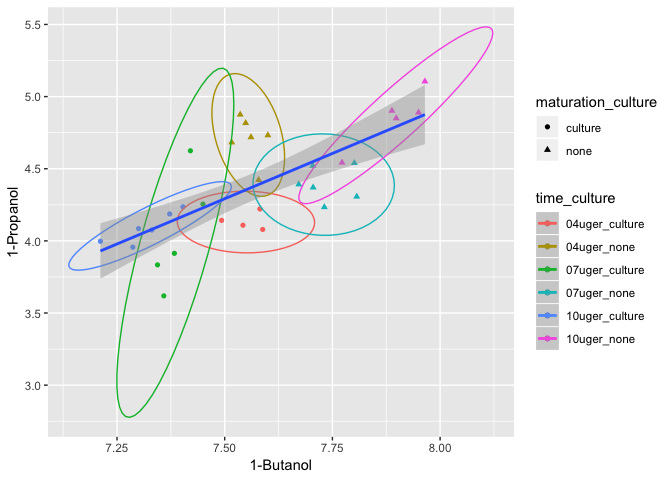 5.5
5.0
4.5
4.0
3.5
3.0
1-Propanol
7.25 7.50 7.75 8.00
1-Butanol
maturation_culture
culture
none
time_culture
04uger_culture
04uger_none
07uger_culture
07uger_none
10uger_culture
10uger_none